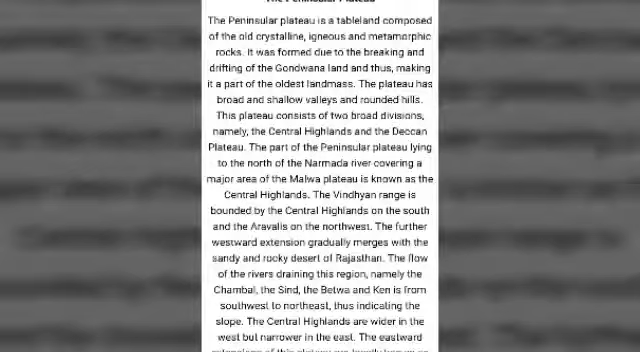 The Peninsular Plateau
The Peninsular plateau is a tableland composed
of the old crystalline, igneous and metamorphic
rocks. It was formed due to the breaking and
drifting of the Gondwana land and thus, making
it a part of the oldest landmass. The plateau has
broad and shallow valleys and rounded hills.
This plateau consists of two broad divisions,
namely, the Central Highlands and the Deccan
Plateau. The part of the Peninsular plateau lying
to the north of the Narmada river covering a
major area of the Malwa plateau is known as the
Central Highlands. The Vindhyan range is
bounded by the Central Highlands on the south
and the Aravalis on the northwest. The further
westward extension gradually merges with the
sandy and rocky desert of Rajasthan. The flow
of the rivers draining this region, namely the
Chambal, the Sind, the Betwa and Ken is from
southwest to northeast, thus indicating the
slope. The Central Highlands are wider in the
west but narrower in the east. The eastward